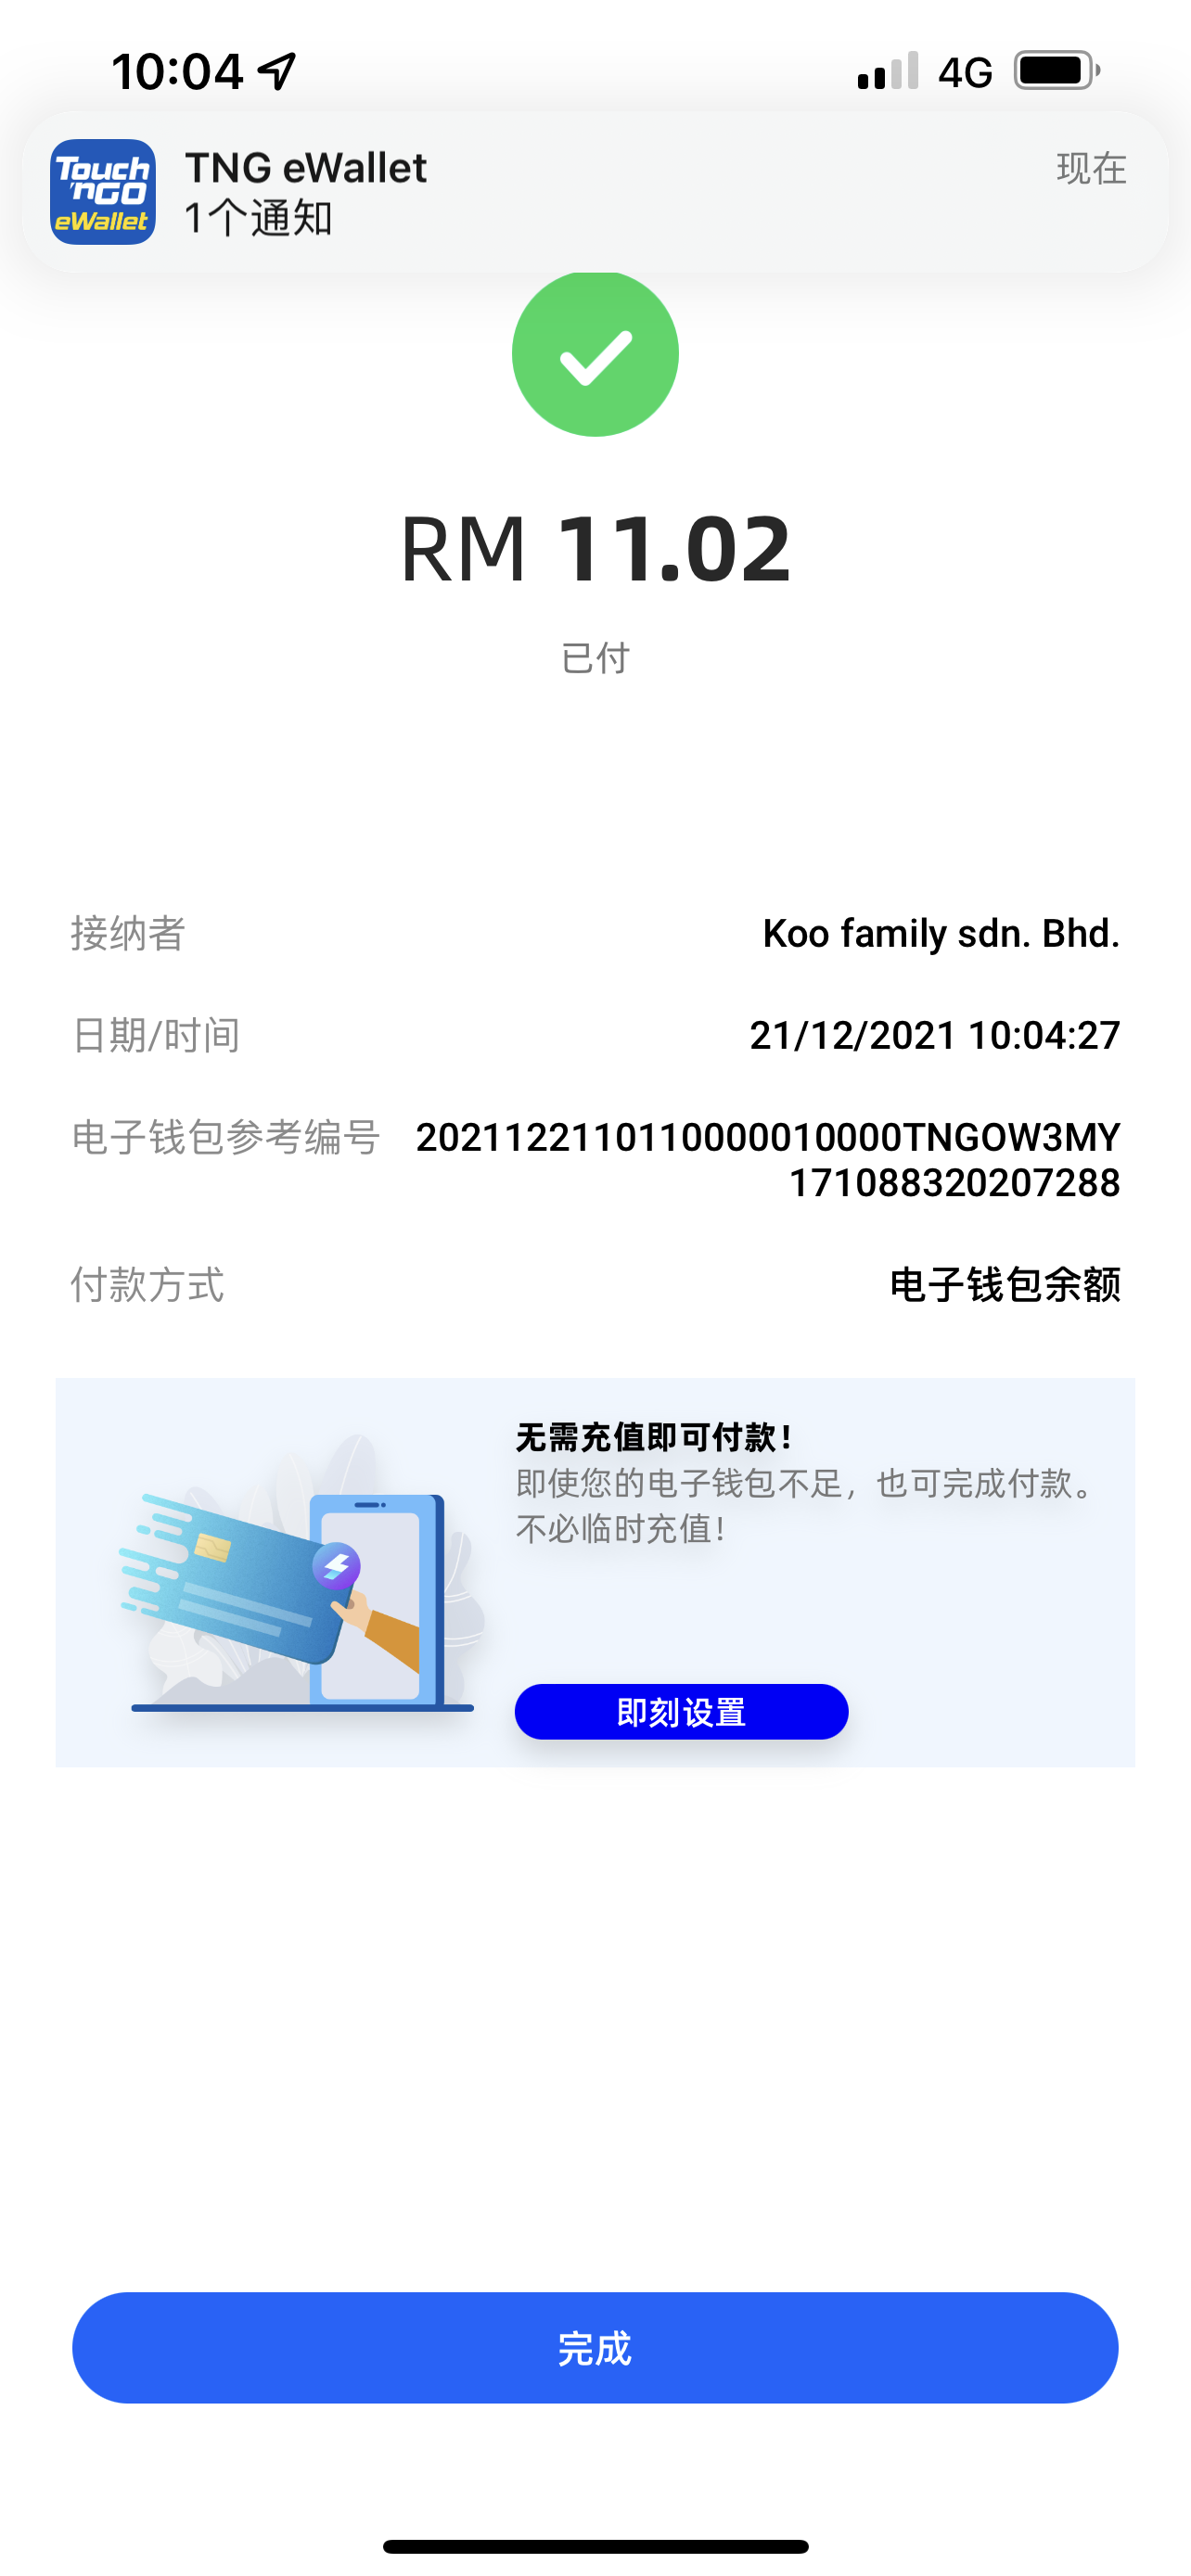 10:04
4G
Touch 'nGO eWallet
TNG eWallet
现在
1个通知
RM 11.02
已付
接纳者 Koo family sdn. Bhd.
日期/时间 21/12/2021 10:04:27
电子钱包参考编号 2021122110110000010000TNGOW3MY
171088320207288
付款方式 电子钱包余额
无需充值即可付款！
即使您的电子钱包不足，也可完成付款。
不必临时充值！
即刻设置
完成